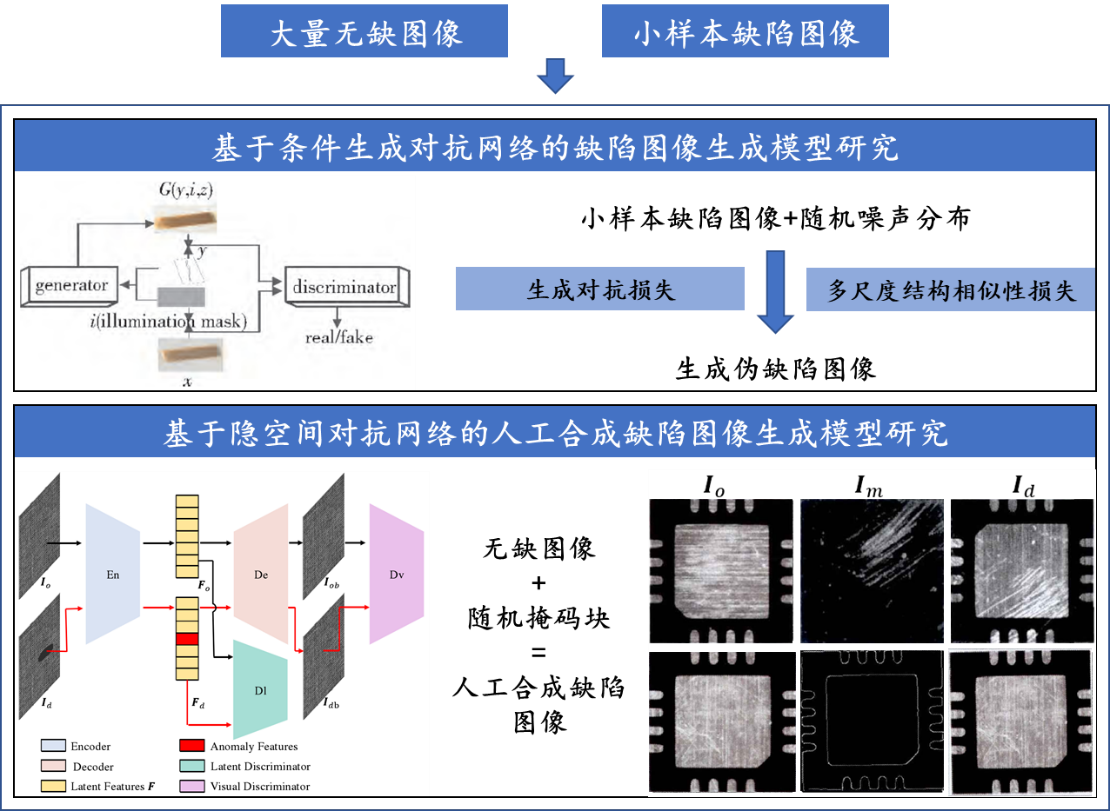 大量无缺图像
小样本缺陷图像
基于条件生成对抗网络的缺陷图像生成模型研究
G(y,i,z)
y
generator
discriminator
i(illumination mask)
real/fake
x
小样本缺陷图像+随机噪声分布
生成对抗损失
多尺度结构相似性损失
生成伪缺陷图像
基于隐空间对抗网络的人工合成缺陷图像生成模型研究
En
De
Dv
Dl
I_o
F_o
I_ob
I_d
F_d
I_db
Encoder
Decoder
Latent Features F
Anomaly Features
Latent Discriminator
Visual Discriminator
无缺图像
+
随机掩码块
=
人工合成缺陷
图像
I_o
I_m
I_d